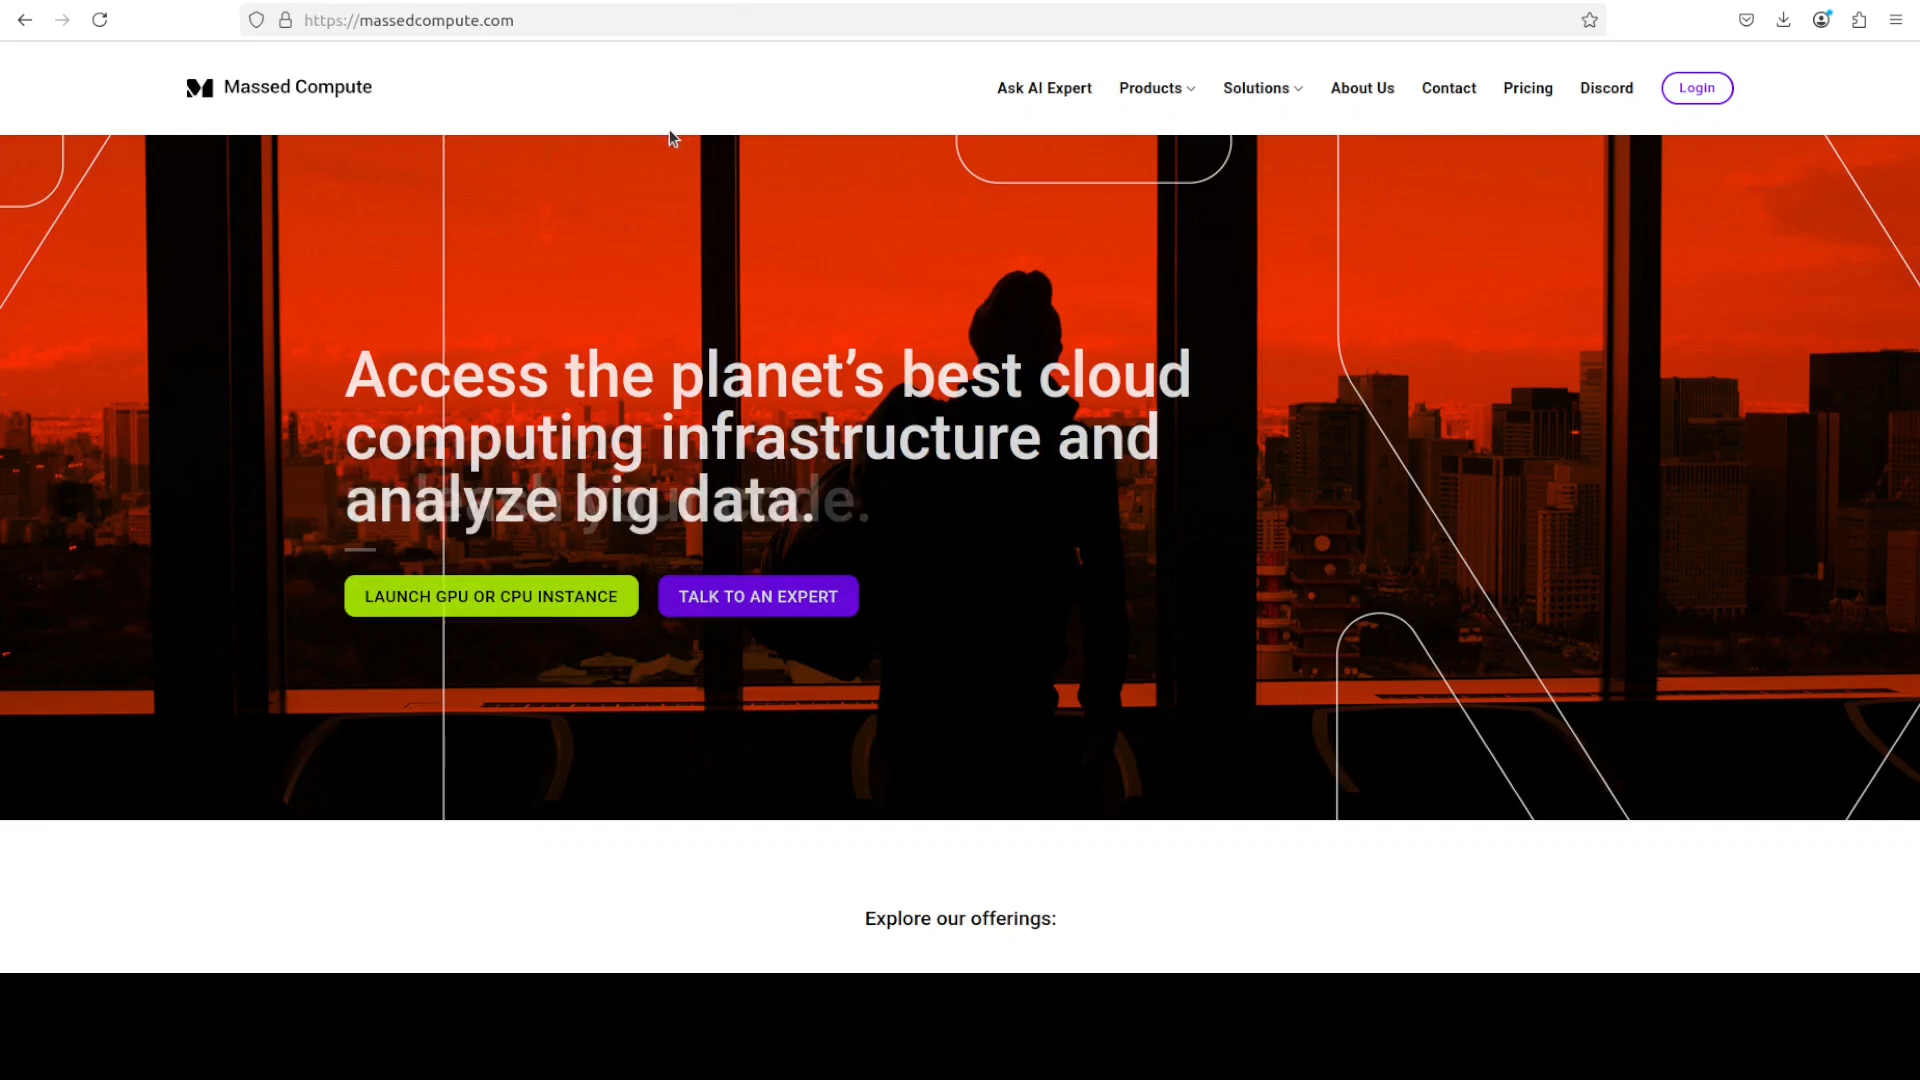 https://massedcompute.com
Massed Compute
Ask AI Expert Products Solutions About Us Contact Pricing Discord Login
Access the planet’s best cloud
computing infrastructure and
analyze big data.
LAUNCH GPU OR CPU INSTANCE TALK TO AN EXPERT
Explore our offerings: